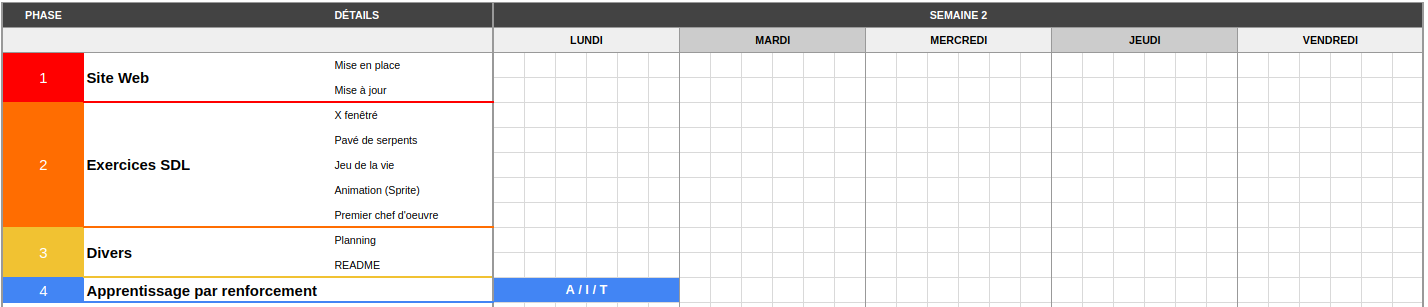 PHASE DÉTAILS SEMAINE 2
LUNDI MARDI MERCREDI JEUDI VENDREDI
1 Site Web
Mise en place
Mise à jour
2 Exercices SDL
X fenêtré
Pavé de serpents
Jeu de la vie
Animation (Sprite)
Premier chef d'oeuvre
3 Divers
Planning
README
4 Apprentissage par renforcement A / I / T